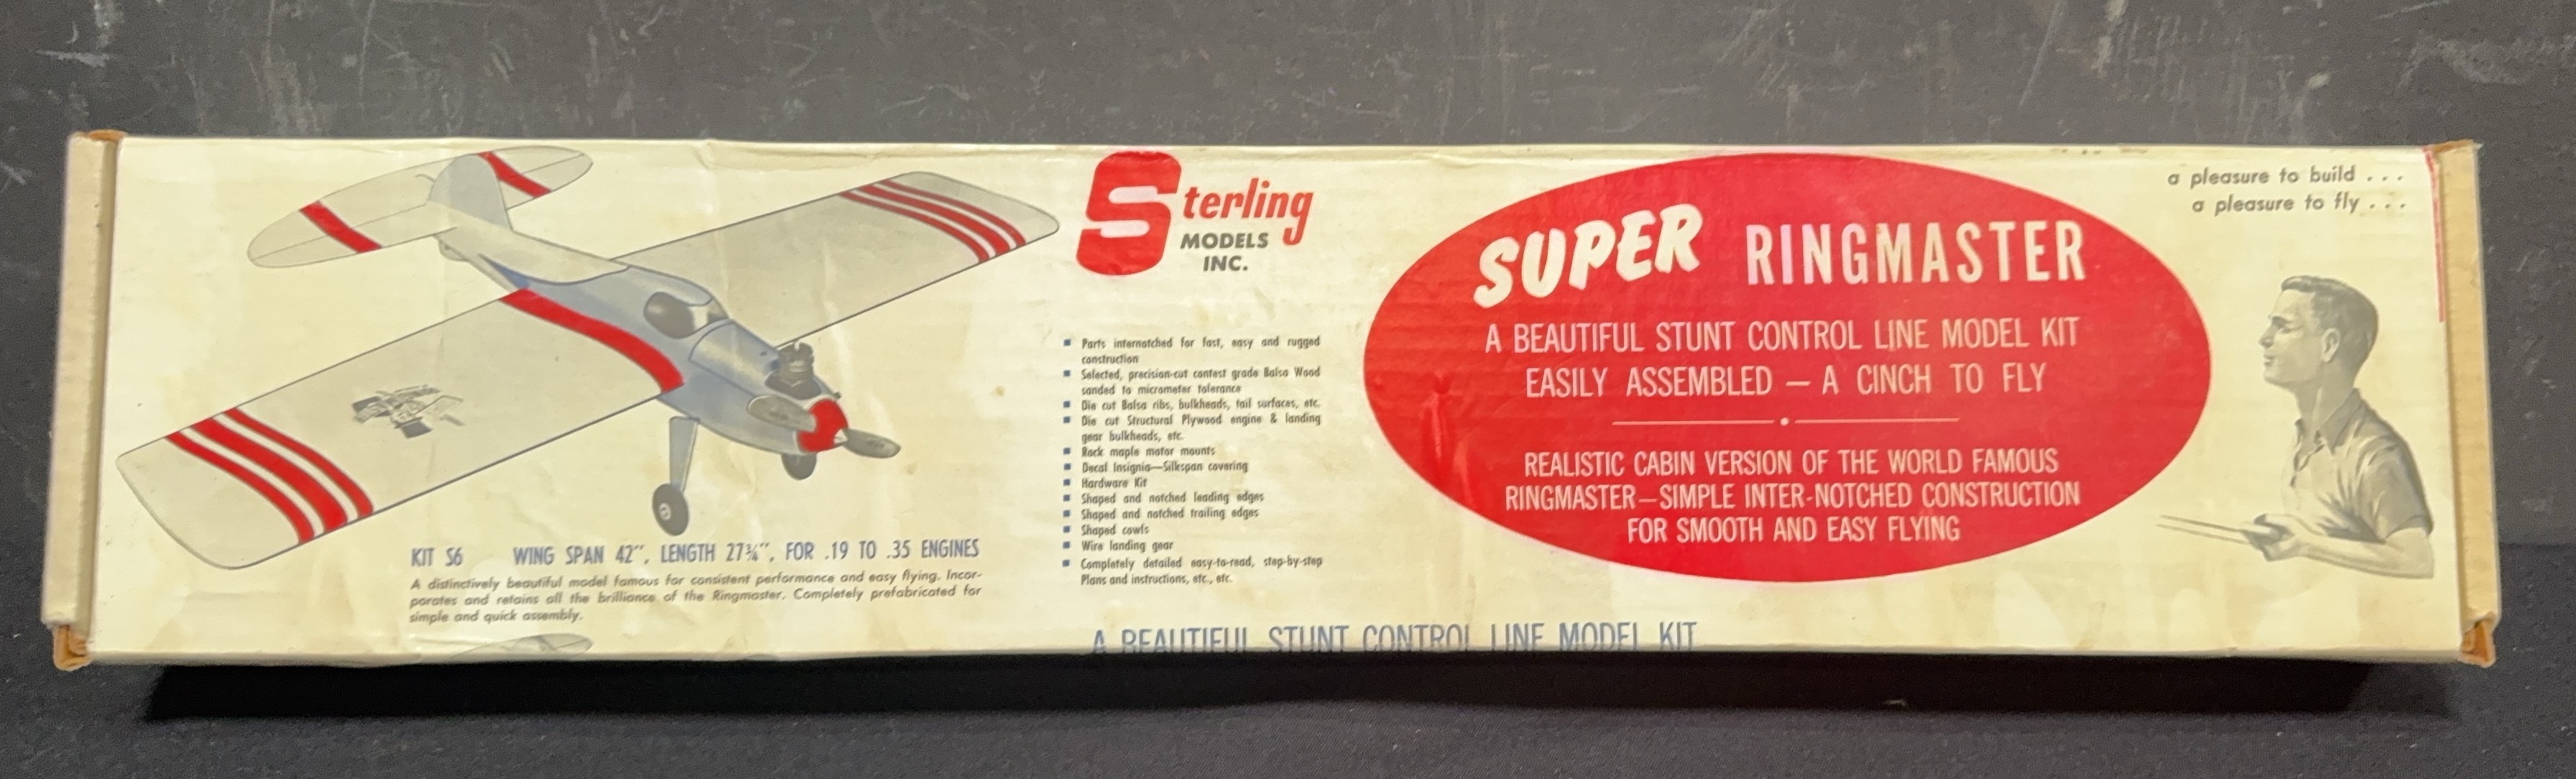 Sterling
MODELS
INC.
SUPER RINGMASTER
A BEAUTIFUL STUNT CONTROL LINE MODEL KIT
EASILY ASSEMBLED — A CINCH TO FLY
REALISTIC CABIN VERSION OF THE WORLD FAMOUS
RINGMASTER—SIMPLE INTER-NOTCHED CONSTRUCTION
FOR SMOOTH AND EASY FLYING
a pleasure to build . . .
a pleasure to fly . . .
Parts internotched for fast, easy and rugged
construction
Selected, precision-cut contest grade Balsa Wood
sanded to micrometer tolerance
Die cut Balsa ribs, bulkheads, tail surfaces, etc.
Die cut Structural Plywood engine & landing
gear bulkheads, etc.
Rock maple motor mounts
Decal Insignia—Silkspan covering
Hardware Kit
Shaped and notched leading edges
Shaped and notched trailing edges
Shaped cowls
Wire landing gear
Completely detailed easy-to-read, step-by-step
Plans and instructions, etc., etc.
KIT S6 WING SPAN 42", LENGTH 27¾", FOR .19 TO .35 ENGINES
A distinctively beautiful model famous for consistent performance and easy flying. Incor-
porates and retains all the brilliance of the Ringmaster. Completely prefabricated for
simple and quick assembly.
A BEAUTIFUL STUNT CONTROL LINE MODEL KIT